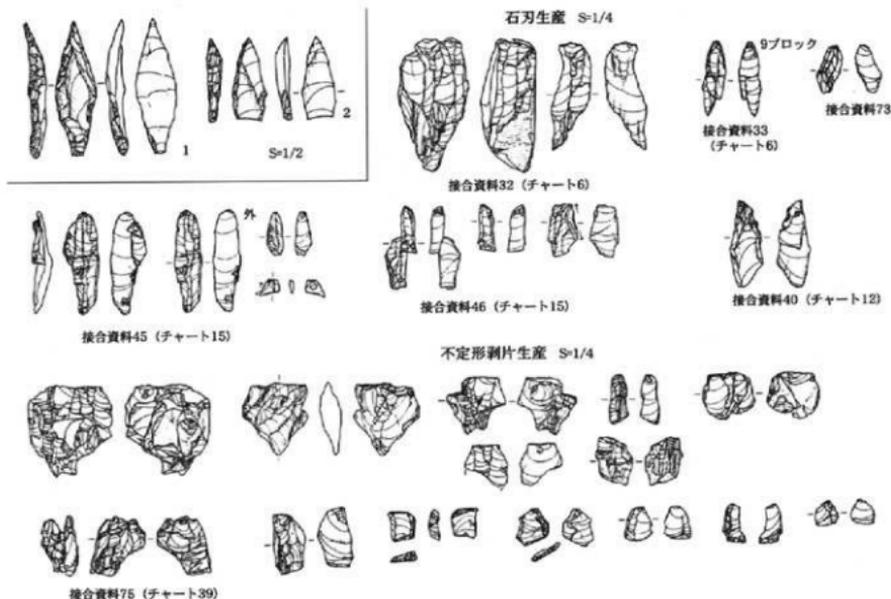 1
2
S=1/2
石刃生産 S=1/4
接合資料32（チャート6）
9ブロック
接合資料33
（チャート6）
接合資料73
外
接合資料45（チャート15）
接合資料46（チャート15）
接合資料40（チャート12）
不定形剥片生産 S=1/4
接合資料75（チャート39）